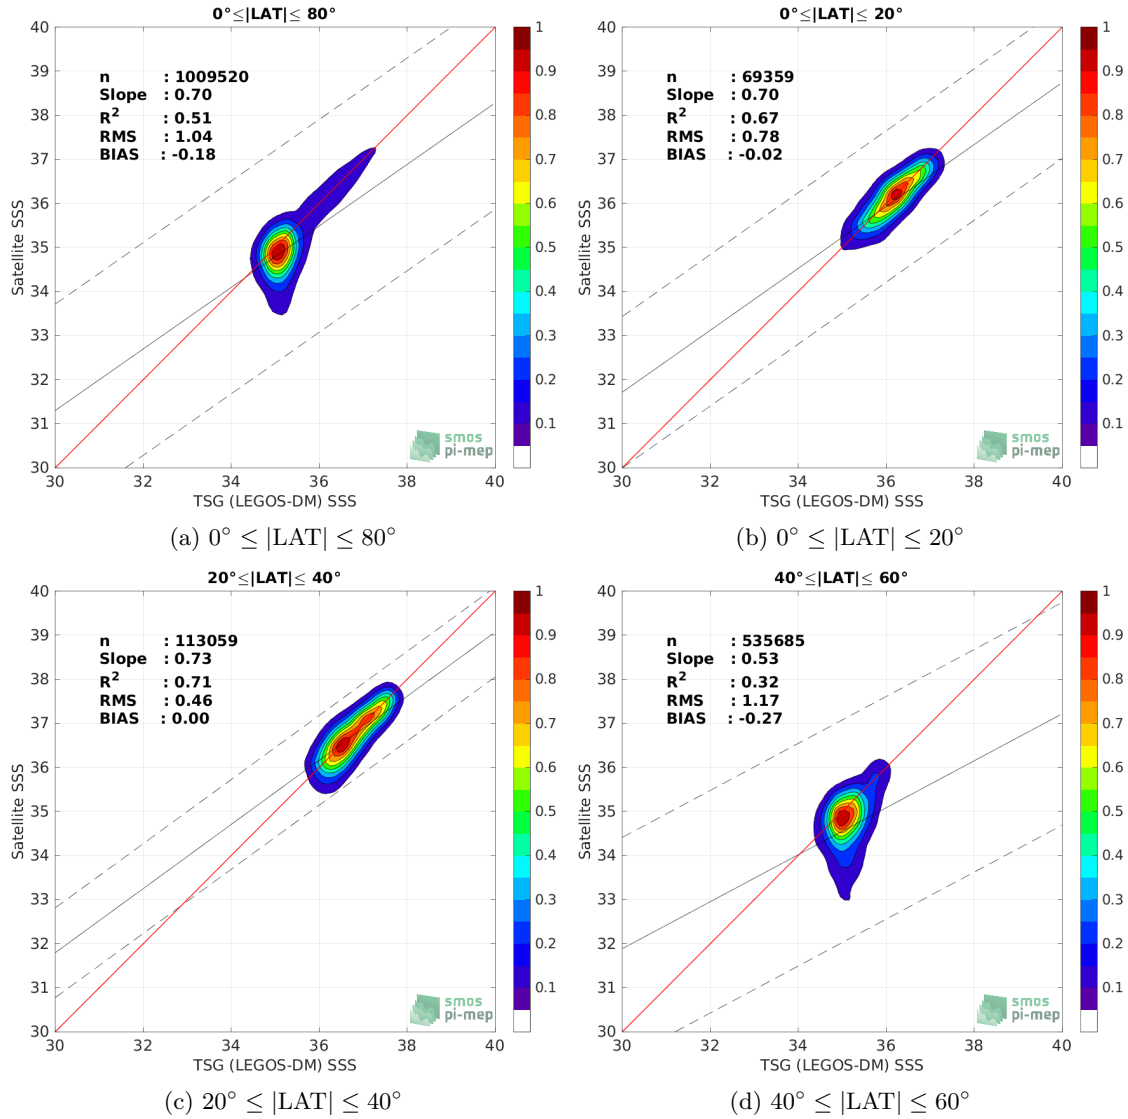 0°≤|LAT|≤ 80°
40
39
38
37
36
35
34
33
32
31
30
Satellite SSS
n : 1009520
Slope : 0.70
R² : 0.51
RMS : 1.04
BIAS : -0.18
smos
pi-mep
30 32 34 36 38 40
TSG (LEGOS-DM) SSS
1
0.9
0.8
0.7
0.6
0.5
0.4
0.3
0.2
0.1
(a) 0° ≤ |LAT| ≤ 80°
0°≤|LAT|≤ 20°
40
39
38
37
36
35
34
33
32
31
30
Satellite SSS
n : 69359
Slope : 0.70
R² : 0.67
RMS : 0.78
BIAS : -0.02
smos
pi-mep
30 32 34 36 38 40
TSG (LEGOS-DM) SSS
1
0.9
0.8
0.7
0.6
0.5
0.4
0.3
0.2
0.1
(b) 0° ≤ |LAT| ≤ 20°
20°≤|LAT|≤ 40°
40
39
38
37
36
35
34
33
32
31
30
Satellite SSS
n : 113059
Slope : 0.73
R² : 0.71
RMS : 0.46
BIAS : 0.00
smos
pi-mep
30 32 34 36 38 40
TSG (LEGOS-DM) SSS
1
0.9
0.8
0.7
0.6
0.5
0.4
0.3
0.2
0.1
(c) 20° ≤ |LAT| ≤ 40°
40°≤|LAT|≤ 60°
40
39
38
37
36
35
34
33
32
31
30
Satellite SSS
n : 535685
Slope : 0.53
R² : 0.32
RMS : 1.17
BIAS : -0.27
smos
pi-mep
30 32 34 36 38 40
TSG (LEGOS-DM) SSS
1
0.9
0.8
0.7
0.6
0.5
0.4
0.3
0.2
0.1
(d) 40° ≤ |LAT| ≤ 60°